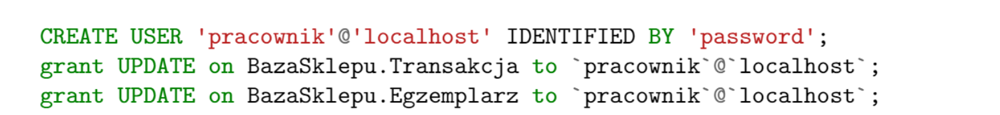 CREATE USER 'pracownik'@'localhost' IDENTIFIED BY 'password';
grant UPDATE on BazaSklepu.Transakcja to `pracownik`@`localhost`;
grant UPDATE on BazaSklepu.Egzemplarz to `pracownik`@`localhost`;